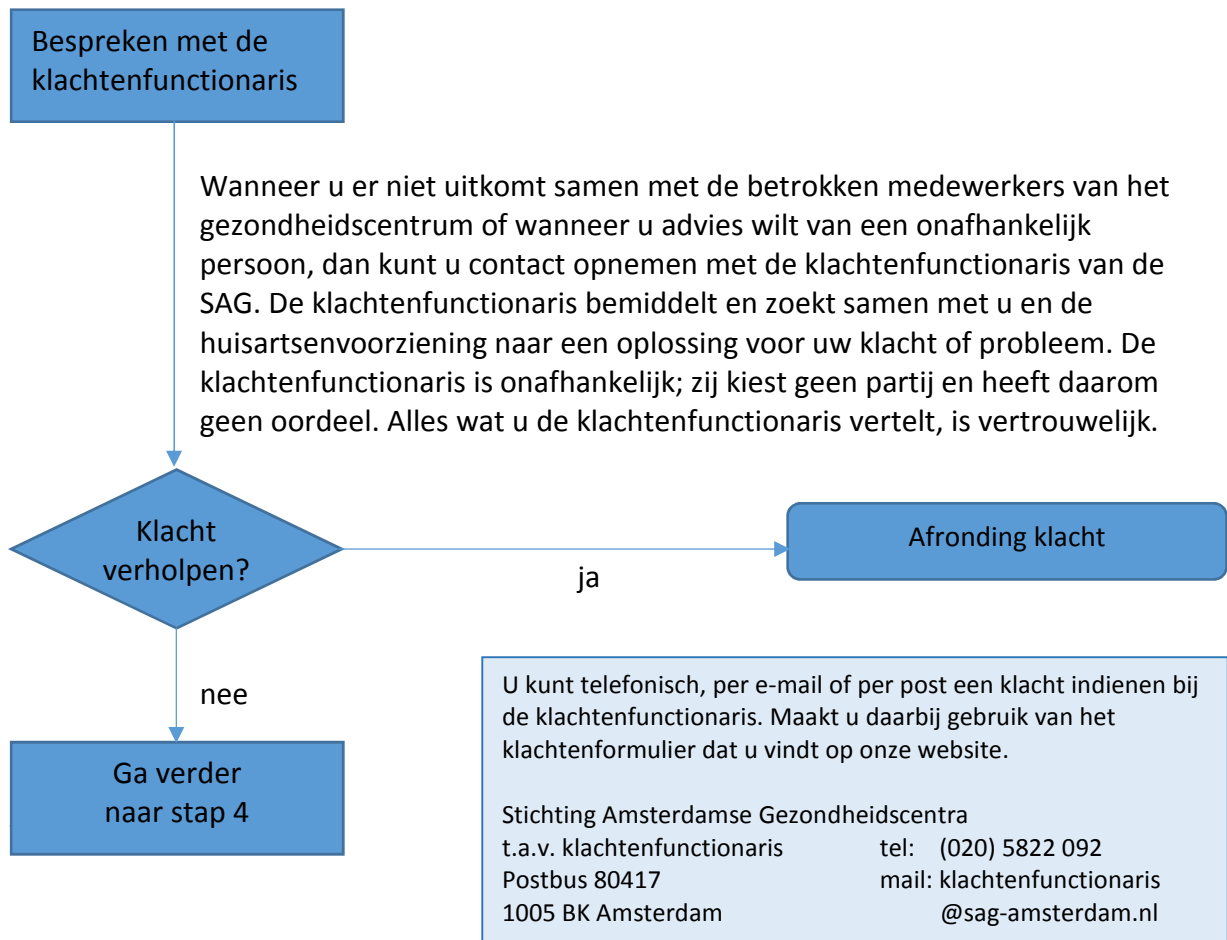 Bespreken met de
klachtenfunctionaris
Wanneer u er niet uitkomt samen met de betrokken medewerkers van het
gezondheidscentrum of wanneer u advies wilt van een onafhankelijk
persoon, dan kunt u contact opnemen met de klachtenfunctionaris van de
SAG. De klachtenfunctionaris bemiddelt en zoekt samen met u en de
huisartsenvoorziening naar een oplossing voor uw klacht of probleem. De
klachtenfunctionaris is onafhankelijk; zij kiest geen partij en heeft daarom
geen oordeel. Alles wat u de klachtenfunctionaris vertelt, is vertrouwelijk.
Klacht
verholpen?
ja
Afronding klacht
nee
Ga verder
naar stap 4
U kunt telefonisch, per e-mail of per post een klacht indienen bij
de klachtenfunctionaris. Maakt u daarbij gebruik van het
klachtenformulier dat u vindt op onze website.
Stichting Amsterdamse Gezondheidscentra
t.a.v. klachtenfunctionaris tel: (020) 5822 092
Postbus 80417 mail: klachtenfunctionaris
1005 BK Amsterdam @sag-amsterdam.nl